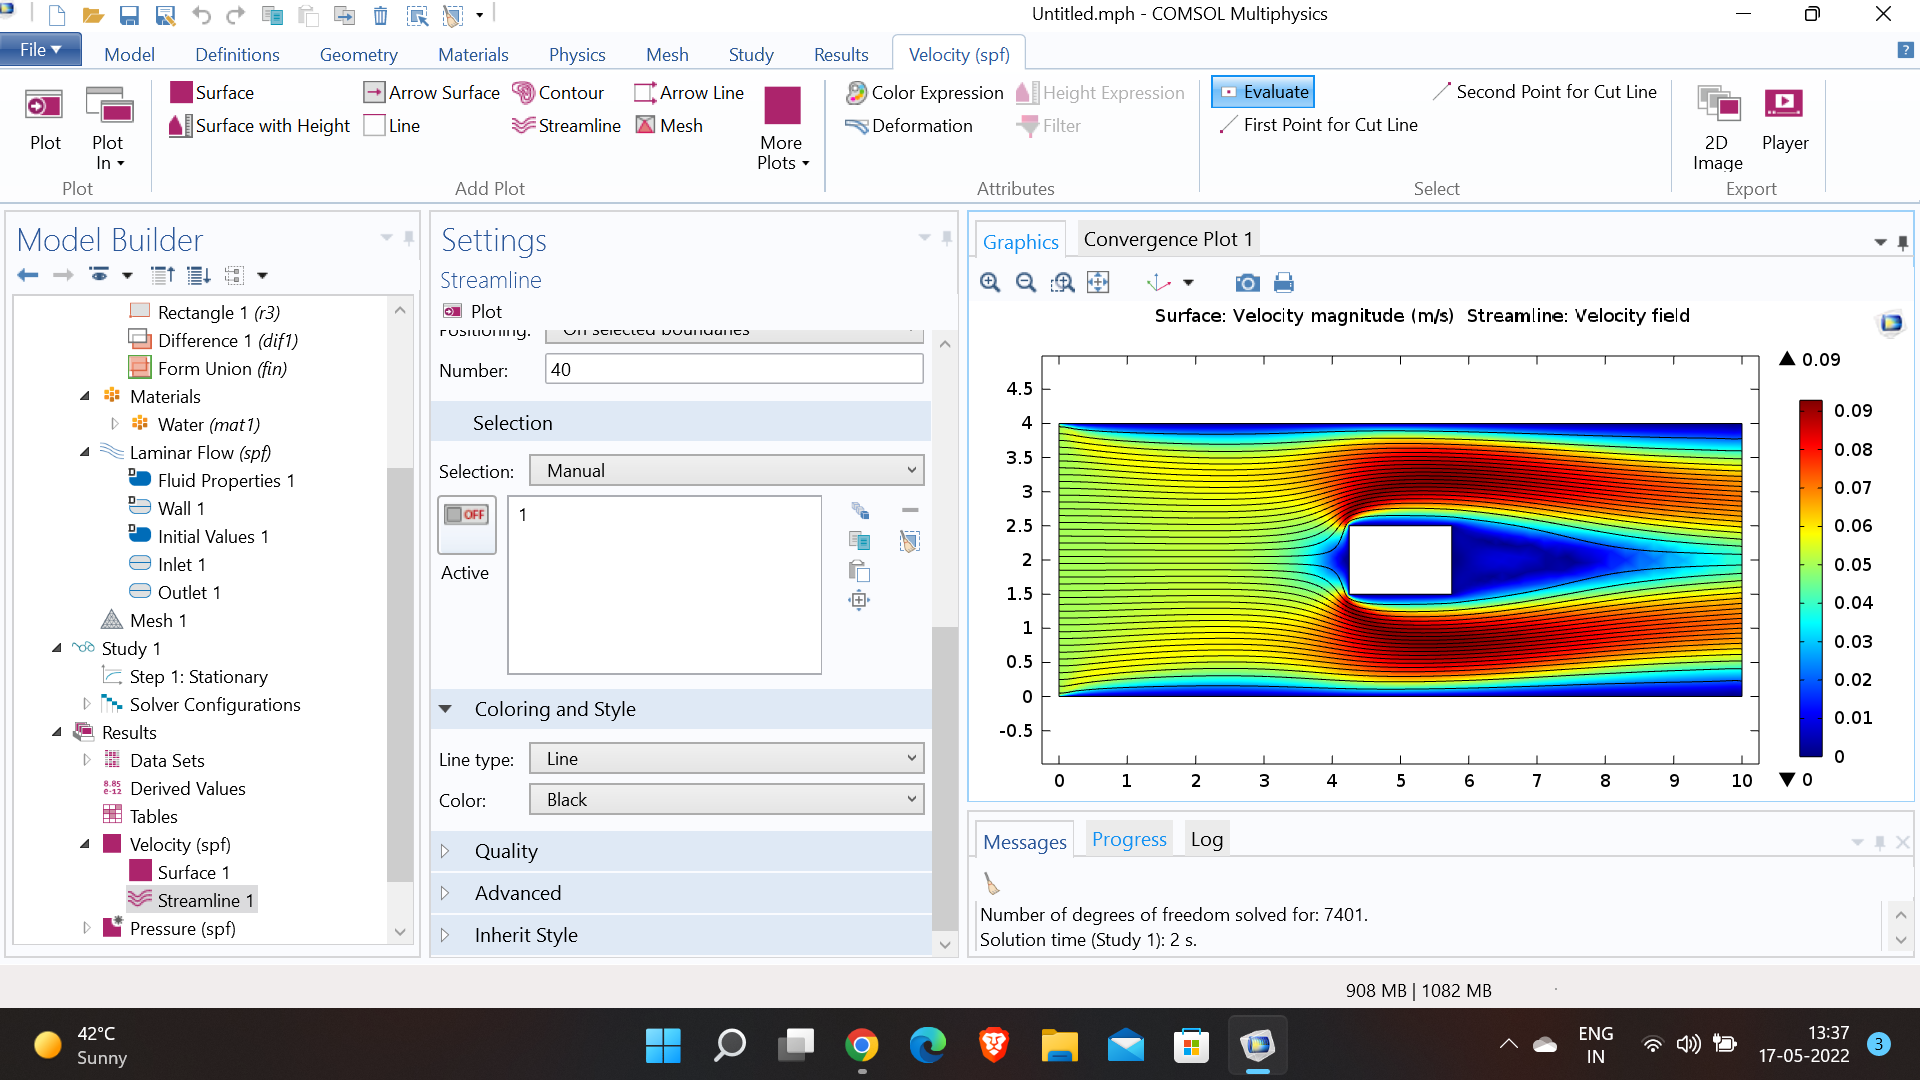 Untitled.mph - COMSOL Multiphysics
File
Model
Definitions
Geometry
Materials
Physics
Mesh
Study
Results
Velocity (spf)
?
Plot
Plot
In
Plot
Surface
Arrow Surface
Contour
Arrow Line
Surface with Height
Line
Streamline
Mesh
More
Plots
Add Plot
Color Expression
Height Expression
Deformation
Filter
Attributes
Evaluate
Second Point for Cut Line
First Point for Cut Line
Select
2D
Image
Player
Export
Model Builder
Rectangle 1 (r3)
Difference 1 (dif1)
Form Union (fin)
Materials
Water (mat1)
Laminar Flow (spf)
Fluid Properties 1
Wall 1
Initial Values 1
Inlet 1
Outlet 1
Mesh 1
Study 1
Step 1: Stationary
Solver Configurations
Results
Data Sets
8.85
e-12
Derived Values
Tables
Velocity (spf)
Surface 1
Streamline 1
Pressure (spf)
Settings
Streamline
Plot
Positioning: On selected boundaries
Number: 40
Selection
Selection: Manual
OFF
Active
1
Coloring and Style
Line type: Line
Color: Black
Quality
Advanced
Inherit Style
Graphics
Convergence Plot 1
Surface: Velocity magnitude (m/s) Streamline: Velocity field
4.5
4
3.5
3
2.5
2
1.5
1
0.5
0
-0.5
0 1 2 3 4 5 6 7 8 9 10
▲ 0.09
0.09
0.08
0.07
0.06
0.05
0.04
0.03
0.02
0.01
0
▼ 0
Messages
Progress
Log
Number of degrees of freedom solved for: 7401.
Solution time (Study 1): 2 s.
908 MB | 1082 MB
42°C
Sunny
ENG
IN
13:37
17-05-2022
3